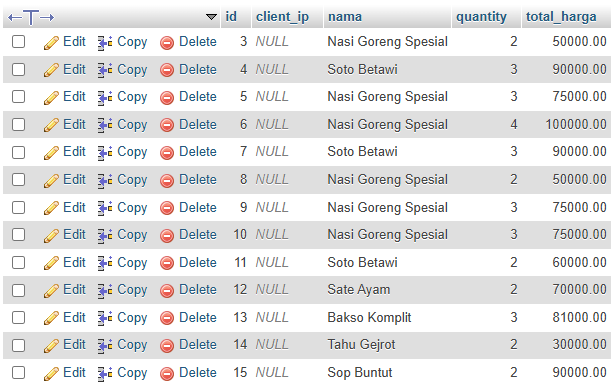 id client_ip nama quantity total_harga
Edit Copy Delete 3 NULL Nasi Goreng Spesial 2 50000.00
Edit Copy Delete 4 NULL Soto Betawi 3 90000.00
Edit Copy Delete 5 NULL Nasi Goreng Spesial 3 75000.00
Edit Copy Delete 6 NULL Nasi Goreng Spesial 4 100000.00
Edit Copy Delete 7 NULL Soto Betawi 3 90000.00
Edit Copy Delete 8 NULL Nasi Goreng Spesial 2 50000.00
Edit Copy Delete 9 NULL Nasi Goreng Spesial 3 75000.00
Edit Copy Delete 10 NULL Nasi Goreng Spesial 3 75000.00
Edit Copy Delete 11 NULL Soto Betawi 2 60000.00
Edit Copy Delete 12 NULL Sate Ayam 2 70000.00
Edit Copy Delete 13 NULL Bakso Komplit 3 81000.00
Edit Copy Delete 14 NULL Tahu Gejrot 2 30000.00
Edit Copy Delete 15 NULL Sop Buntut 2 90000.00